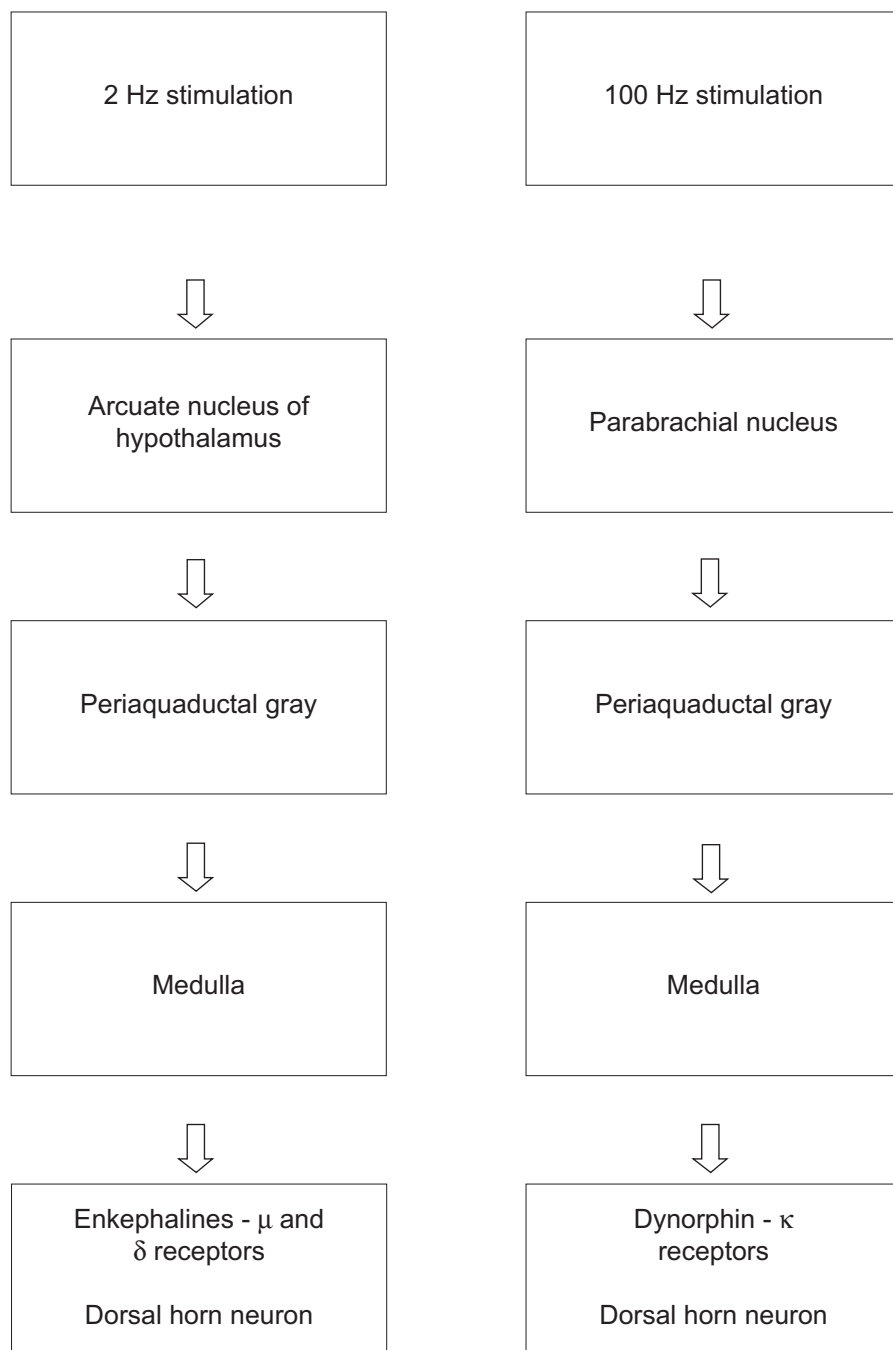 2 Hz stimulation
Arcuate nucleus of
hypothalamus
Periaquaductal gray
Medulla
Enkephalines - μ and
δ receptors
Dorsal horn neuron
100 Hz stimulation
Parabrachial nucleus
Periaquaductal gray
Medulla
Dynorphin - κ
receptors
Dorsal horn neuron